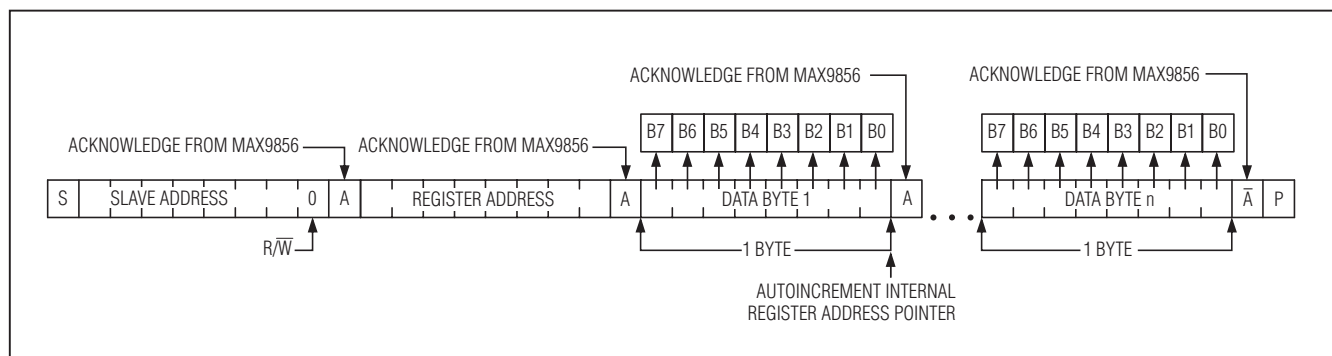 ACKNOWLEDGE FROM MAX9856
ACKNOWLEDGE FROM MAX9856
B7 B6 B5 B4 B3 B2 B1 B0
B7 B6 B5 B4 B3 B2 B1 B0
ACKNOWLEDGE FROM MAX9856
ACKNOWLEDGE FROM MAX9856
S SLAVE ADDRESS 0 A REGISTER ADDRESS A DATA BYTE 1 A • • • DATA BYTE n A̅ P
R/W̅
1 BYTE
1 BYTE
AUTOINCREMENT INTERNAL
REGISTER ADDRESS POINTER